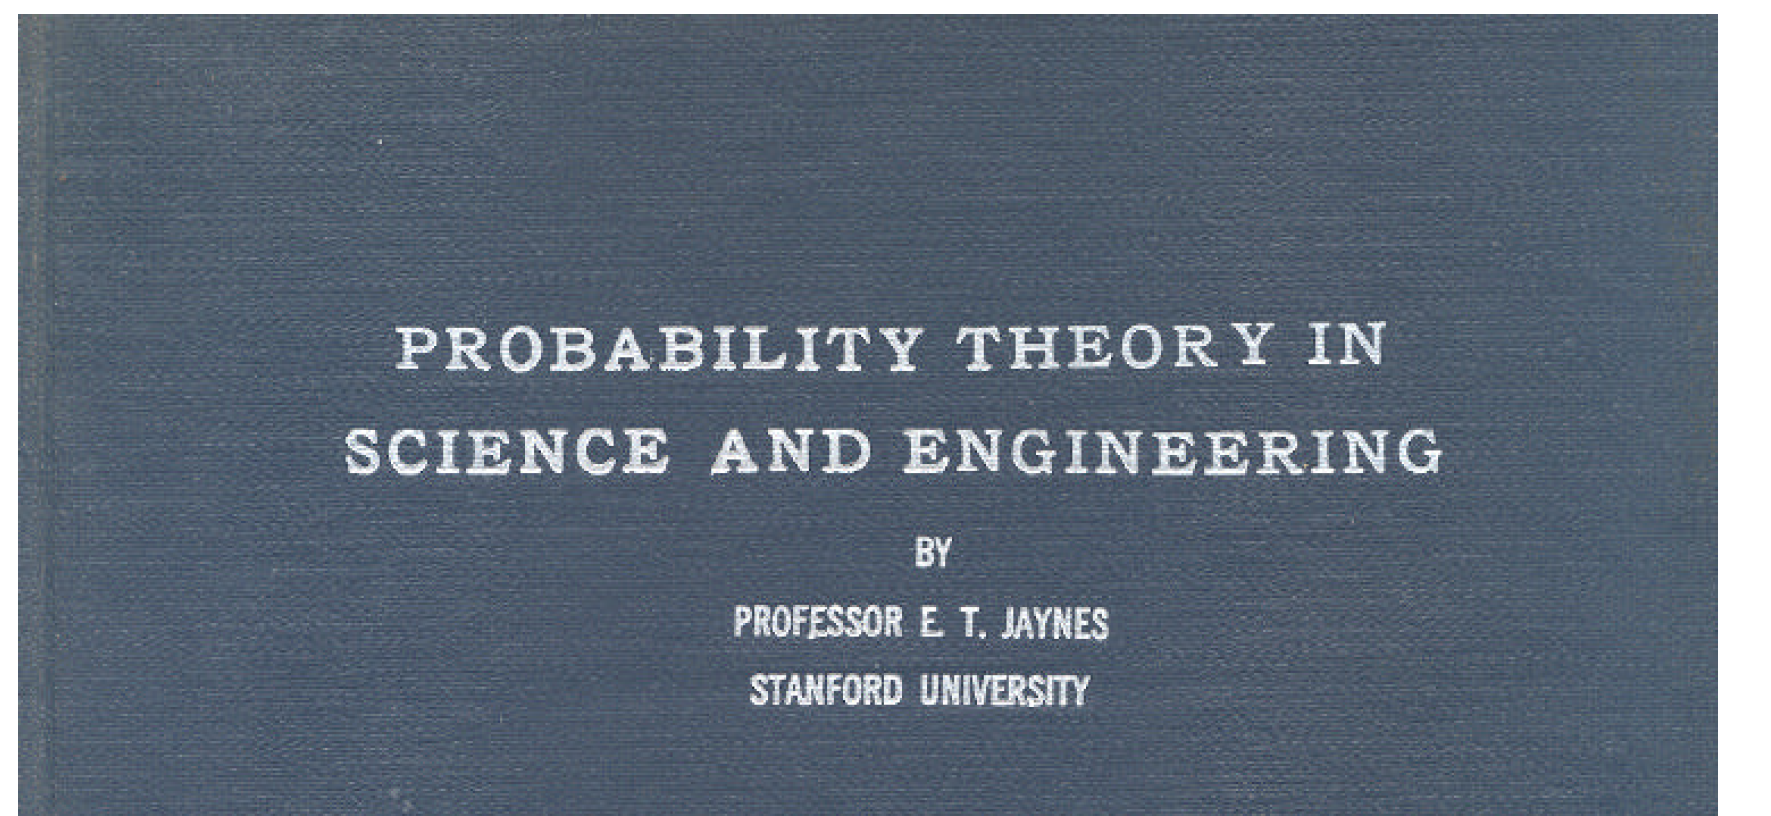 PROBABILITY THEORY IN
SCIENCE AND ENGINEERING
BY
PROFESSOR E. T. JAYNES
STANFORD UNIVERSITY